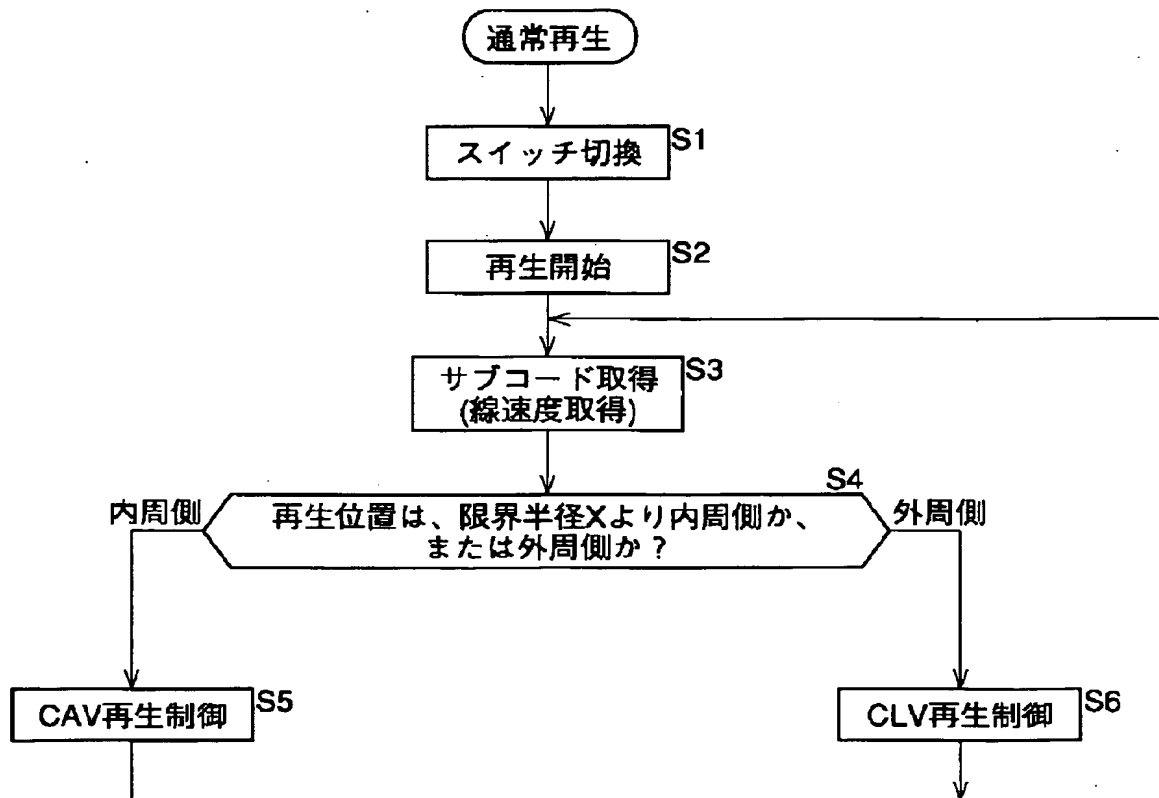 通常再生
スイッチ切換
S1
再生開始
S2
サブコード取得
(線速度取得)
S3
S4
内周側
再生位置は、限界半径Xより内周側か、
または外周側か？
外周側
CAV再生制御
S5
CLV再生制御
S6